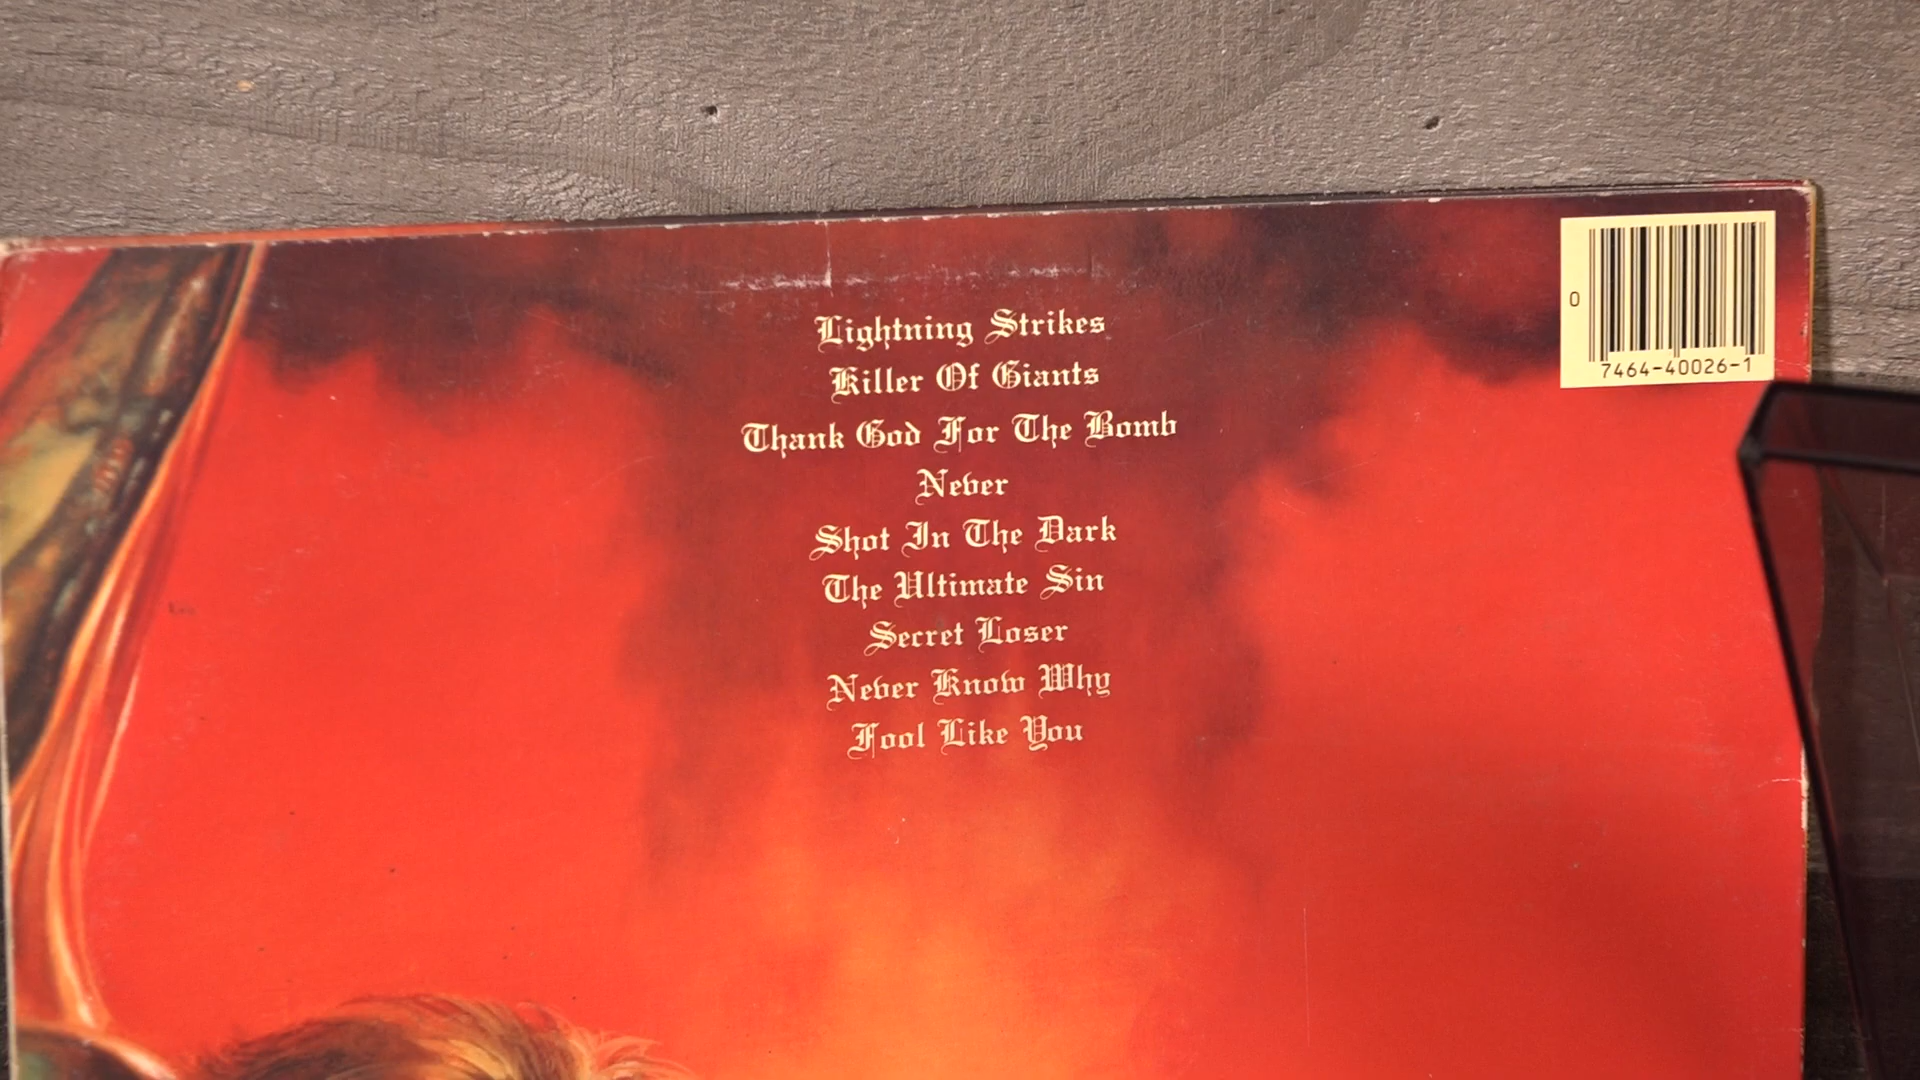 Lightning Strikes
Killer Of Giants
Thank God For The Bomb
Never
Shot In The Dark
The Ultimate Sin
Secret Loser
Never Know Why
Fool Like You
0
7464-40026-1